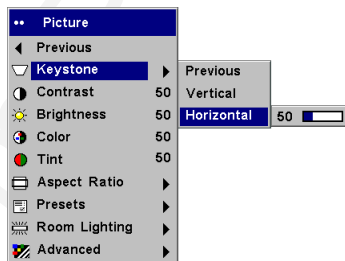 Picture
Previous
Keystone
Previous
Contrast 50
Vertical
Brightness 50
Horizontal 50
Color 50
Tint 50
Aspect Ratio
Presets
Room Lighting
Advanced